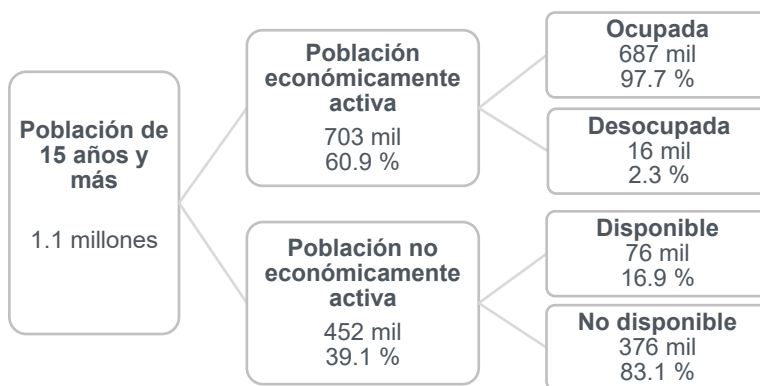 Población de
15 años y
más
1.1 millones
Población
económicamente
activa
703 mil
60.9 %
Ocupada
687 mil
97.7 %
Desocupada
16 mil
2.3 %
Población no
económicamente
activa
452 mil
39.1 %
Disponible
76 mil
16.9 %
No disponible
376 mil
83.1 %